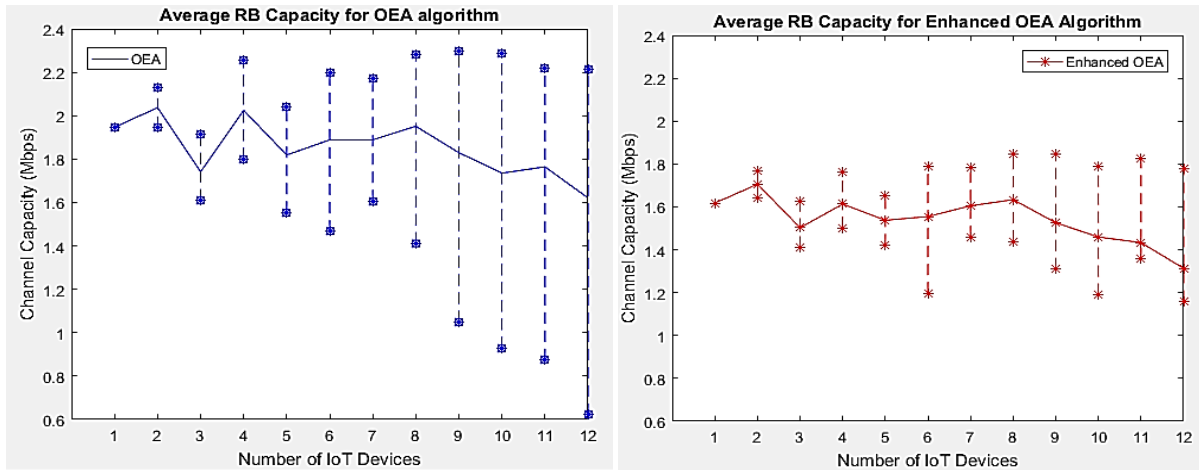 Average RB Capacity for OEA algorithm
2.4
2.2
2
1.8
1.6
1.4
1.2
1
0.8
0.6
Channel Capacity (Mbps)
OEA
1 2 3 4 5 6 7 8 9 10 11 12
Number of IoT Devices
Average RB Capacity for Enhanced OEA Algorithm
2.4
2.2
2
1.8
1.6
1.4
1.2
1
0.8
0.6
Channel Capacity (Mbps)
Enhanced OEA
1 2 3 4 5 6 7 8 9 10 11 12
Number of IoT Devices